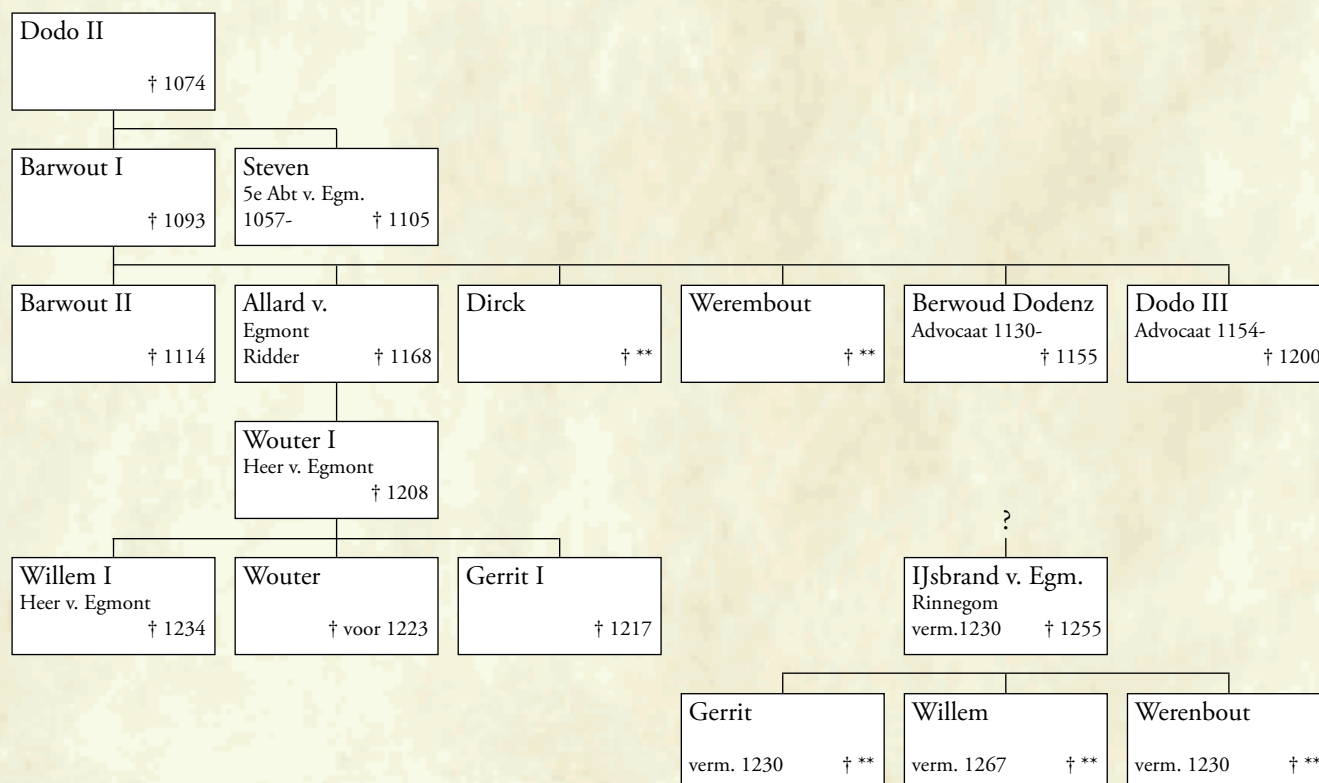 Dodo II
† 1074
Barwout I
† 1093
Steven
5e Abt v. Egm.
1057- † 1105
Barwout II
† 1114
Allard v.
Egmont
Ridder † 1168
Dirck
† **
Werembout
† **
Berwoud Dodenz
Advocaat 1130-
† 1155
Dodo III
Advocaat 1154-
† 1200
Wouter I
Heer v. Egmont
† 1208
?
Willem I
Heer v. Egmont
† 1234
Wouter
† voor 1223
Gerrit I
† 1217
IJsbrand v. Egm.
Rinnegom
verm.1230 † 1255
Gerrit
verm. 1230 † **
Willem
verm. 1267 † **
Werenbout
verm. 1230 † **